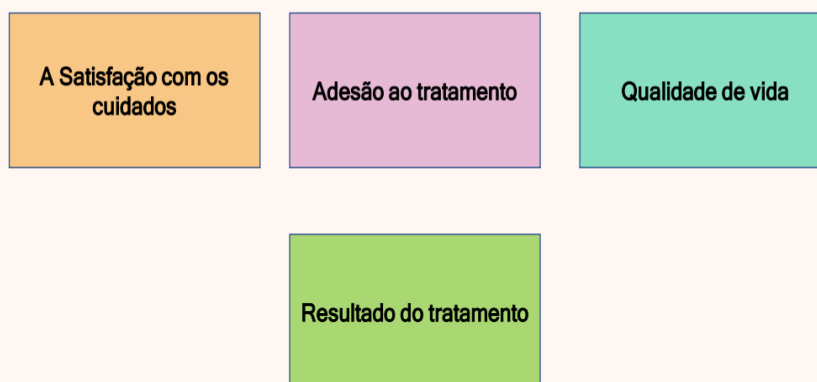 A Satisfação com os
cuidados
Adesão ao tratamento
Qualidade de vida
Resultado do tratamento